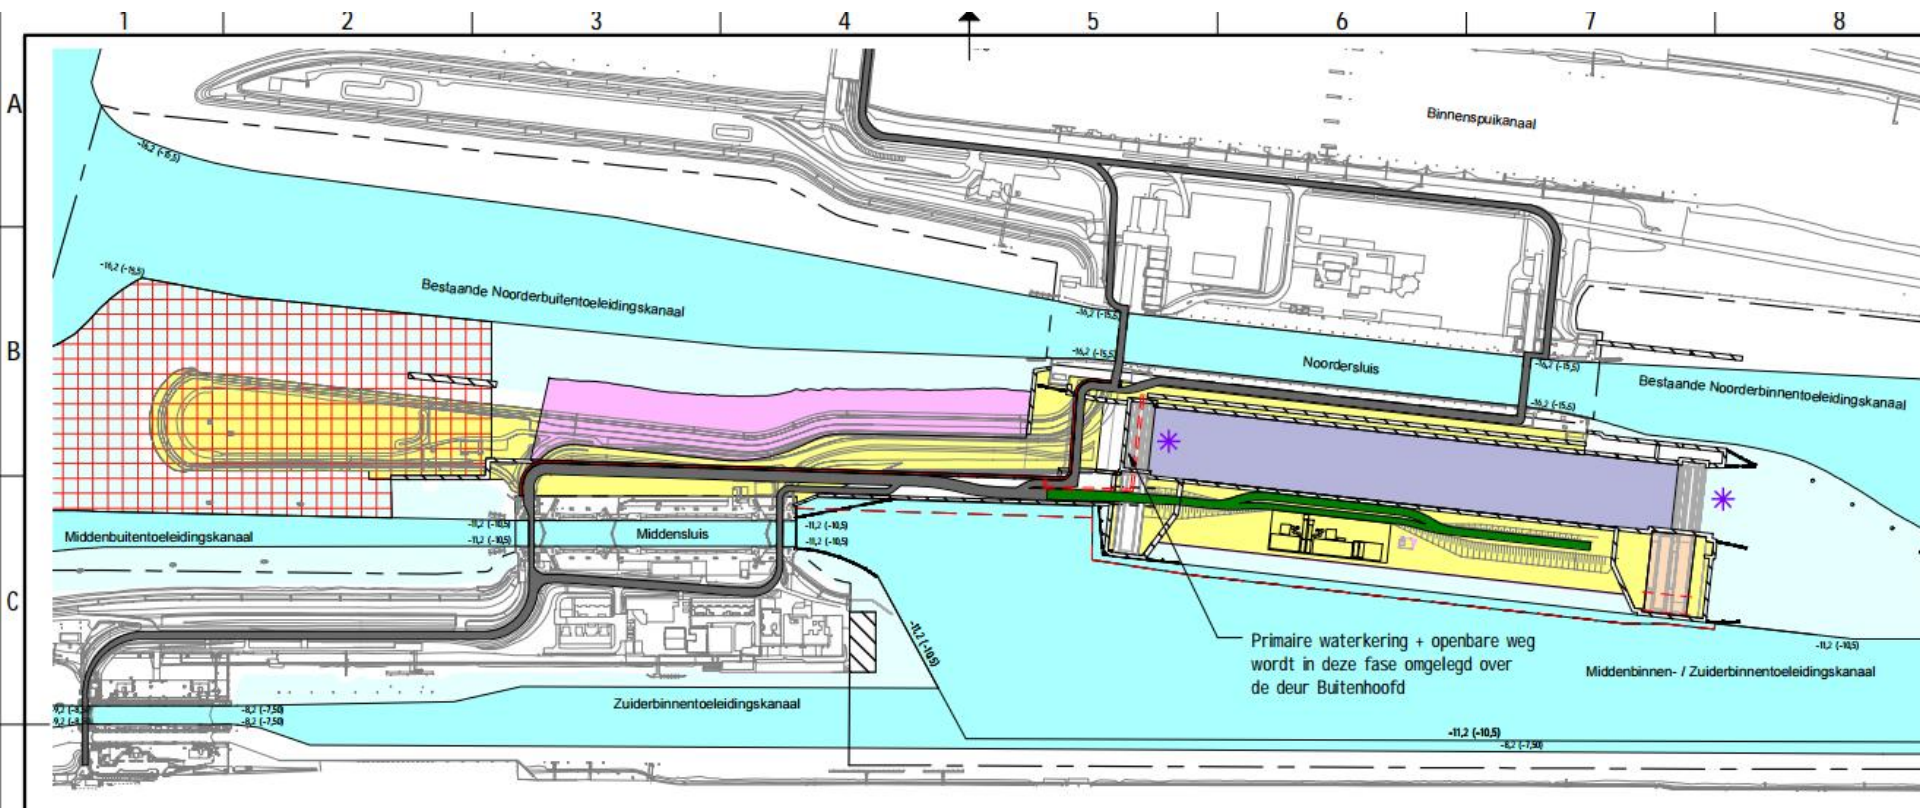 1 2 3 4 5 6 7 8
A
Binnenspuikanaal
-16,2 (-15,5)
-16,2 (-15,5)
Bestaande Noorderbuitentoeleidingskanaal
-16,2 (-15,5)
B
-16,2 (-15,5)
Noordersluis
-16,2 (-15,5)
Bestaande Noorderbinnentoeleidingskanaal
-16,2 (-15,5)
Middenbuitentoeleidingskanaal
-11,2 (-10,5)
-11,2 (-10,5)
Middensluis
-11,2 (-10,5)
-11,2 (-10,5)
C
-11,2 (-10,5)
Primaire waterkering + openbare weg
wordt in deze fase omgelegd over
de deur Buitenhoofd
-11,2 (-10,5)
Middenbinnen- / Zuiderbinnentoeleidingskanaal
Zuiderbinnentoeleidingskanaal
-8,2 (-7,50)
-8,2 (-7,50)
-11,2 (-10,5)
-8,2 (-7,50)